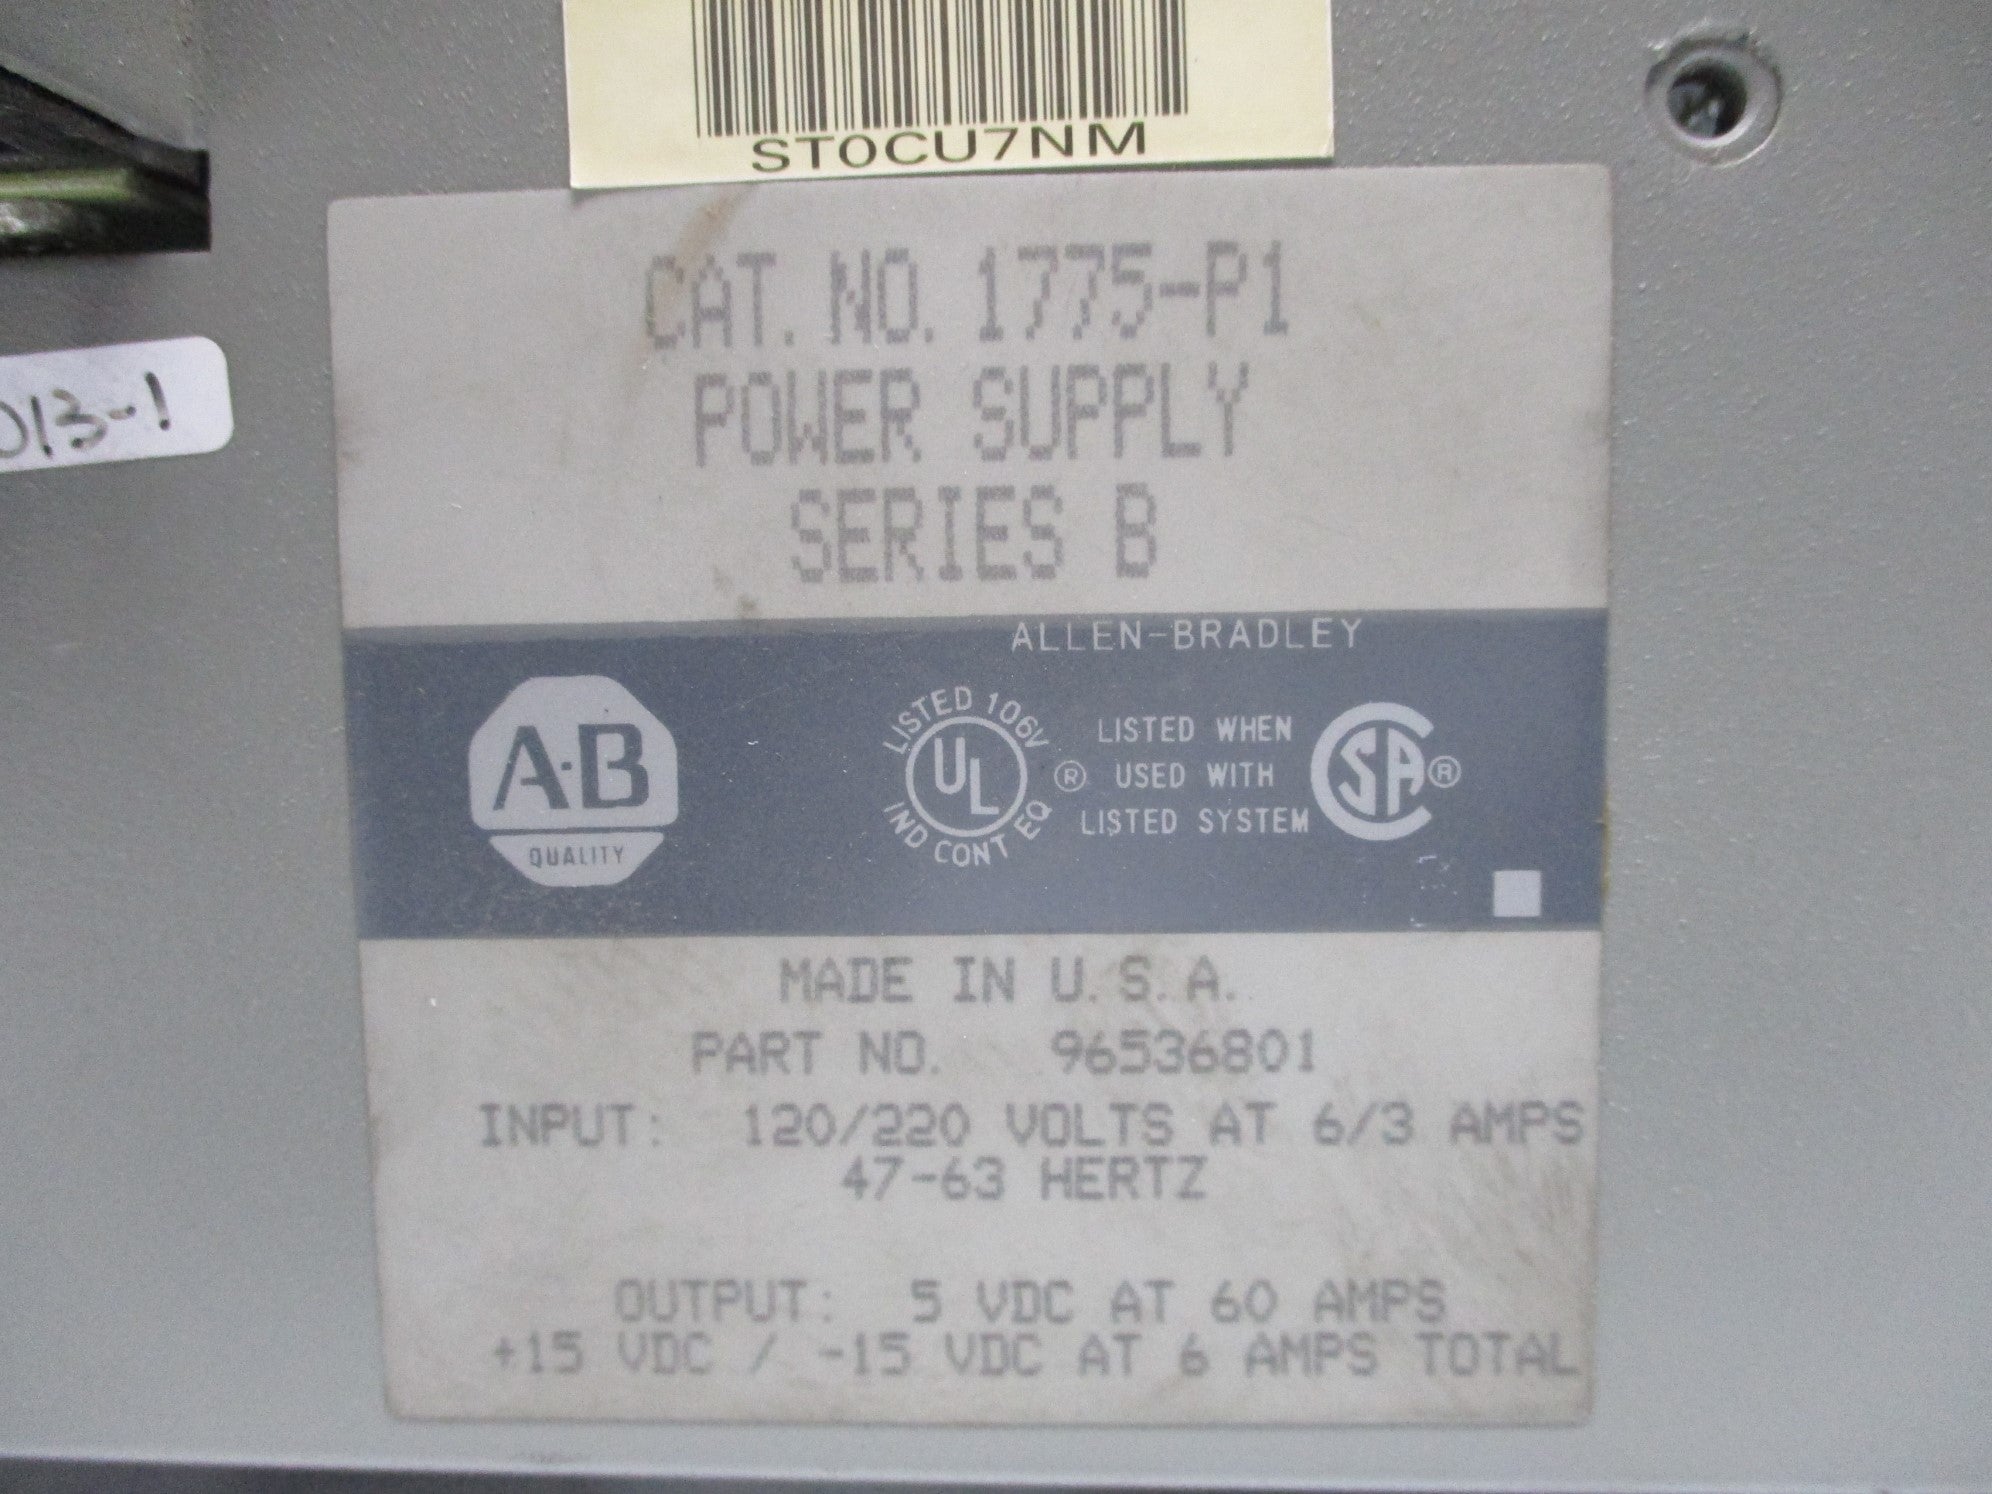 ST0CU7NM
CAT. NO. 1775-P1
POWER SUPPLY
SERIES B
013-1
ALLEN-BRADLEY
A·B
QUALITY
LISTED 106V
UL
®
IND CONT EQ
LISTED WHEN
USED WITH
LISTED SYSTEM
CSA
®
MADE IN U.S.A.
PART NO. 96536801
INPUT: 120/220 VOLTS AT 6/3 AMPS
47-63 HERTZ
OUTPUT: 5 VDC AT 60 AMPS
+15 VDC / -15 VDC AT 6 AMPS TOTAL